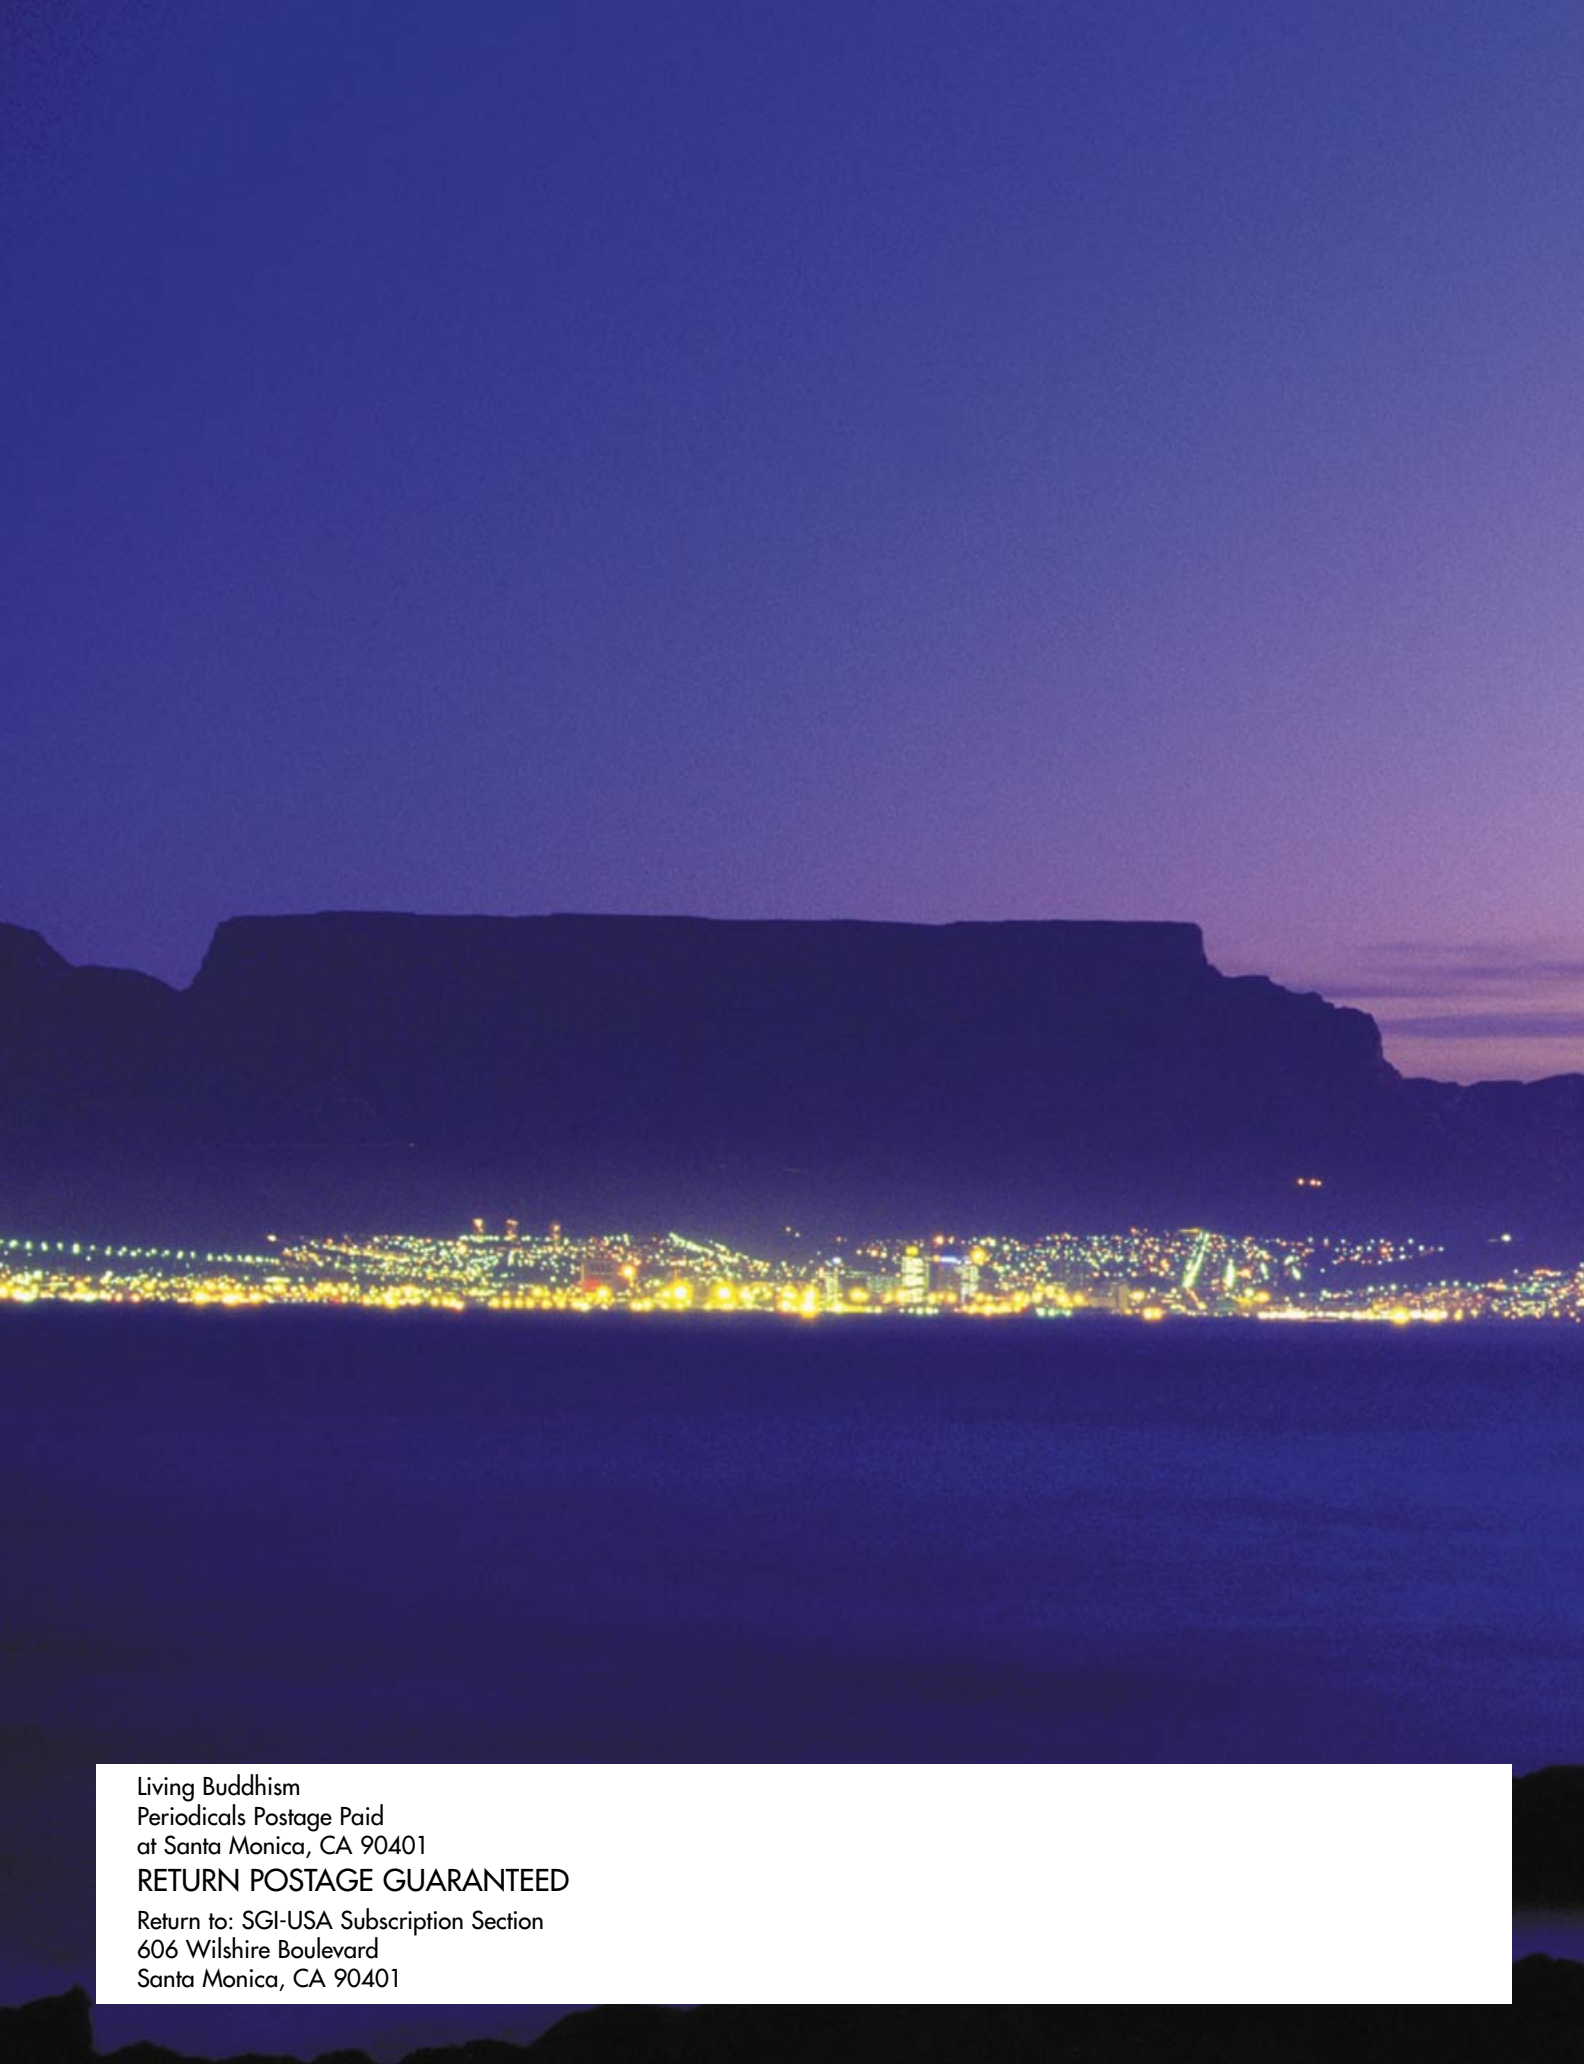 Living Buddhism
Periodicals Postage Paid
at Santa Monica, CA 90401
RETURN POSTAGE GUARANTEED
Return to: SGI-USA Subscription Section
606 Wilshire Boulevard
Santa Monica, CA 90401